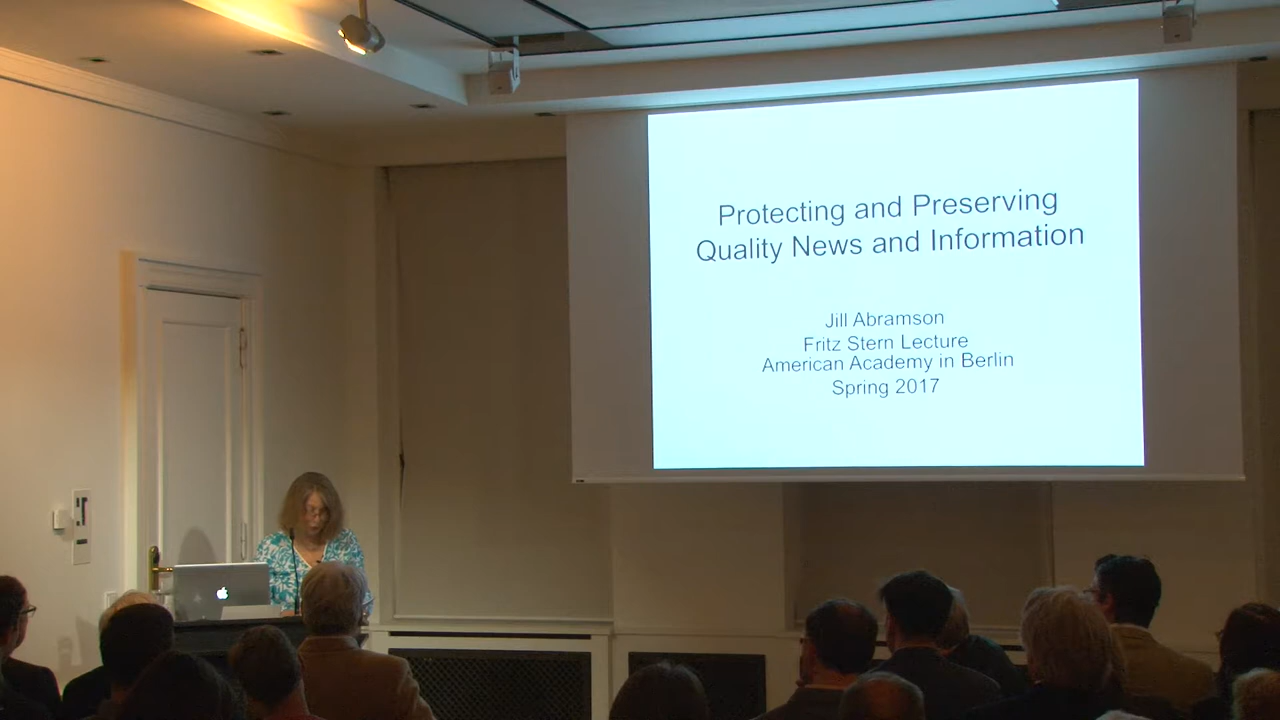 Protecting and Preserving
Quality News and Information
Jill Abramson
Fritz Stern Lecture
American Academy in Berlin
Spring 2017